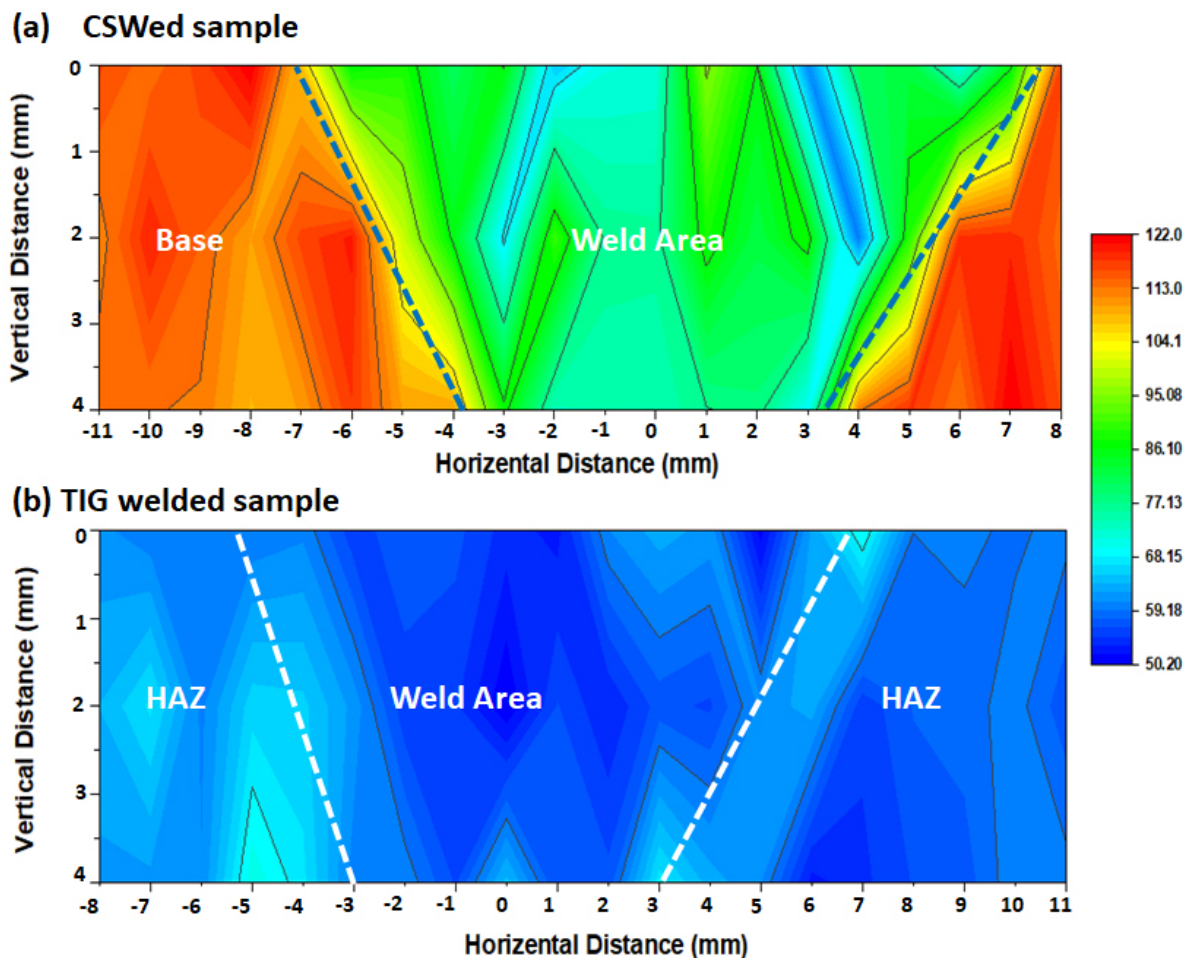 (a) CSWed sample
0
1
2
3
4
Vertical Distance (mm)
Base
Weld Area
-11 -10 -9 -8 -7 -6 -5 -4 -3 -2 -1 0 1 2 3 4 5 6 7 8
Horizental Distance (mm)
122.0
113.0
104.1
95.08
86.10
77.13
68.15
59.18
50.20
(b) TIG welded sample
0
1
2
3
4
Vertical Distance (mm)
HAZ
Weld Area
HAZ
-8 -7 -6 -5 -4 -3 -2 -1 0 1 2 3 4 5 6 7 8 9 10 11
Horizental Distance (mm)